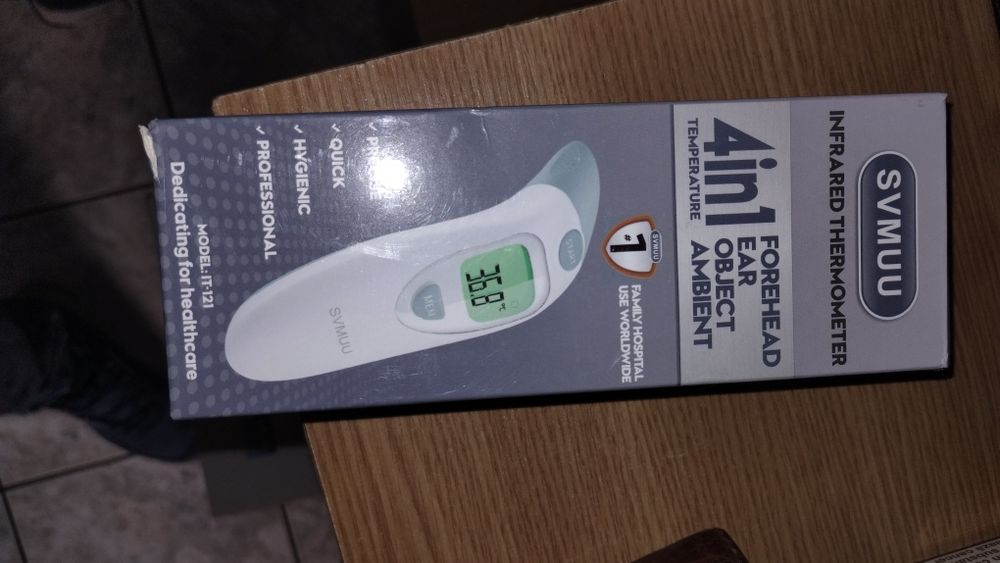 SVMUU
INFRARED THERMOMETER
4in1
TEMPERATURE
FOREHEAD
EAR
OBJECT
AMBIENT
SVMUU
#1
FAMILY HOSPITAL
USE WORLDWIDE
START
36.8 °C
MEM
SVMUU
✓ QUICK
✓ HYGIENIC
✓ PROFESSIONAL
MODEL: IT-121
Dedicating for healthcare